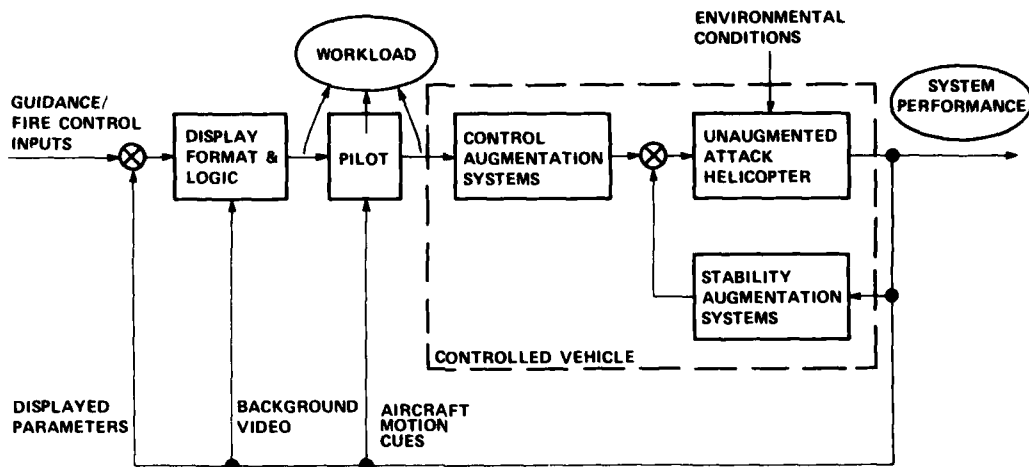 ENVIRONMENTAL
CONDITIONS
WORKLOAD
SYSTEM
PERFORMANCE
GUIDANCE/
FIRE CONTROL
INPUTS
DISPLAY
FORMAT &
LOGIC
PILOT
CONTROL
AUGMENTATION
SYSTEMS
UNAUGMENTED
ATTACK
HELICOPTER
STABILITY
AUGMENTATION
SYSTEMS
CONTROLLED VEHICLE
DISPLAYED
PARAMETERS
BACKGROUND
VIDEO
AIRCRAFT
MOTION
CUES